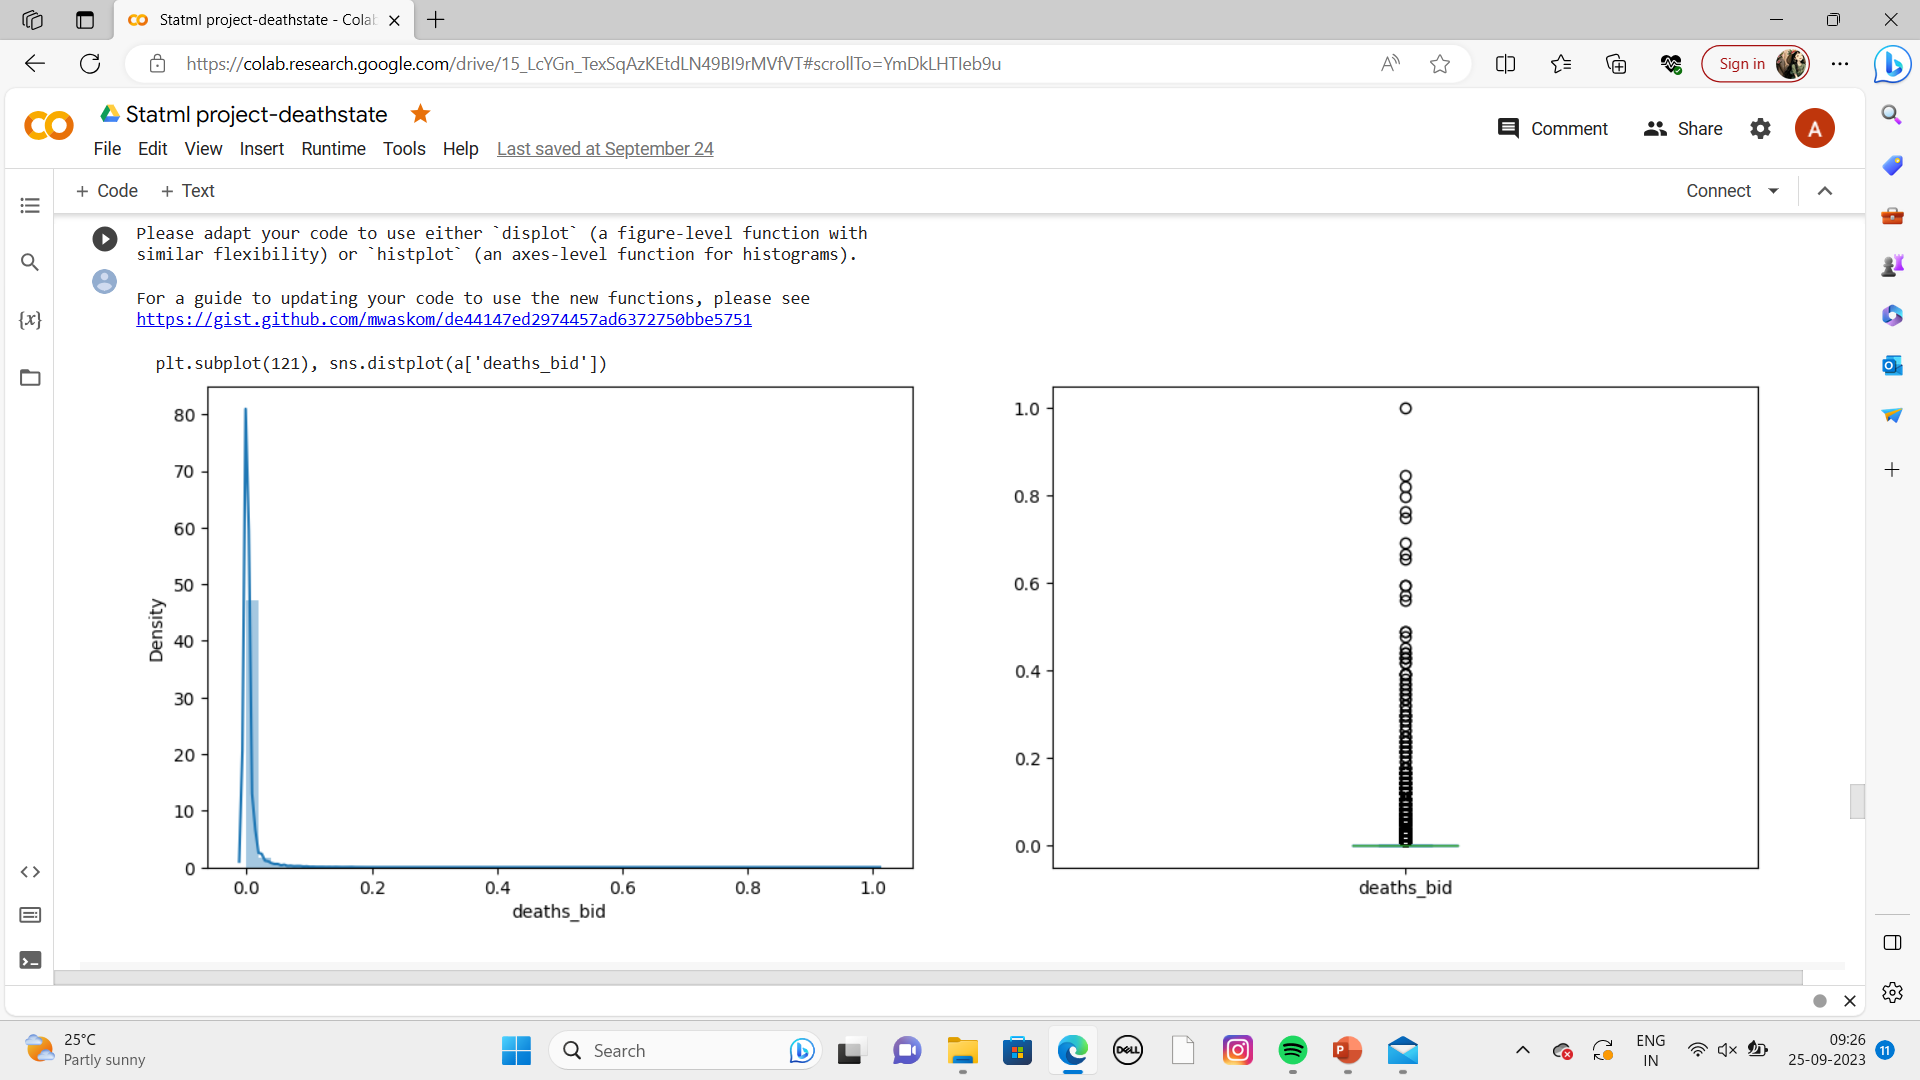 Statml project-deathstate - Colab
https://colab.research.google.com/drive/15_LcYGn_TexSqAzKEtdLN49BI9rMVfVT#scrollTo=YmDkLHTIeb9u
Sign in
Statml project-deathstate
File Edit View Insert Runtime Tools Help Last saved at September 24
Comment Share A
+ Code + Text
Connect
Please adapt your code to use either `displot` (a figure-level function with
similar flexibility) or `histplot` (an axes-level function for histograms).
For a guide to updating your code to use the new functions, please see
https://gist.github.com/mwaskom/de44147ed2974457ad6372750bbe5751
plt.subplot(121), sns.distplot(a['deaths_bid'])
80
70
60
50
40
30
20
10
0
Density
0.0 0.2 0.4 0.6 0.8 1.0
deaths_bid
1.0
0.8
0.6
0.4
0.2
0.0
deaths_bid
25°C
Partly sunny
Search
DELL
ENG
IN
09:26
25-09-2023
11